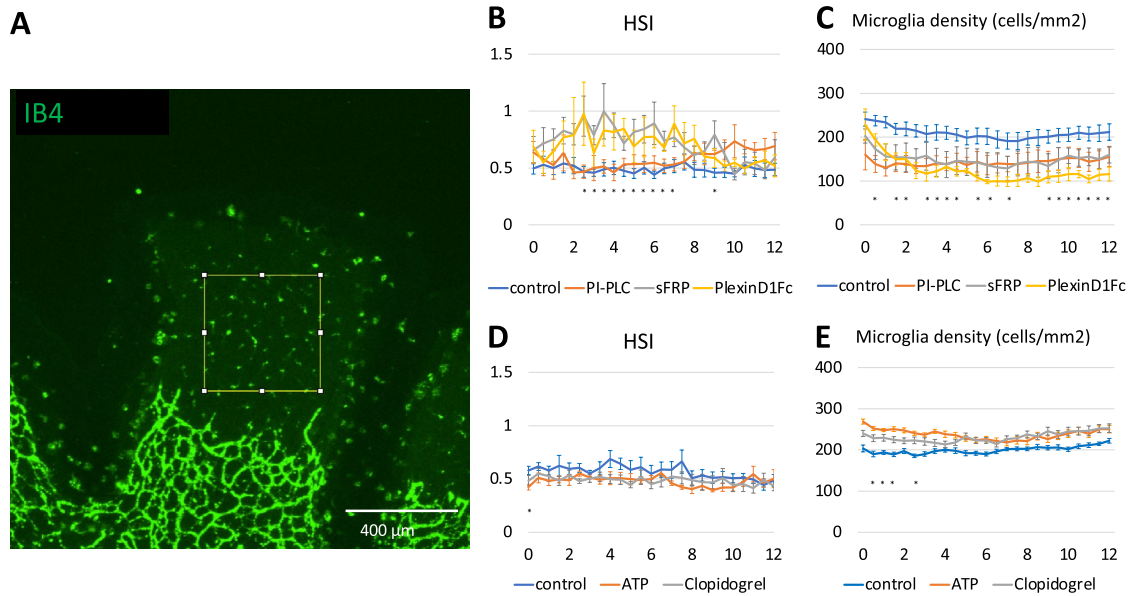 A
IB4
400 μm
B
HSI
1.5
1
0.5
0
0 2 4 6 8 10 12
* * * * * * * * * * *
control PI-PLC sFRP PlexinD1Fc
C
Microglia density (cells/mm2)
400
300
200
100
0
0 2 4 6 8 10 12
* * * * * * * * * * * * * * * * *
control PI-PLC sFRP PlexinD1Fc
D
HSI
1.5
1
0.5
0
*
0 2 4 6 8 10 12
control ATP Clopidogrel
E
Microglia density (cells/mm2)
400
300
200
100
0
* * * *
0 2 4 6 8 10 12
control ATP Clopidogrel